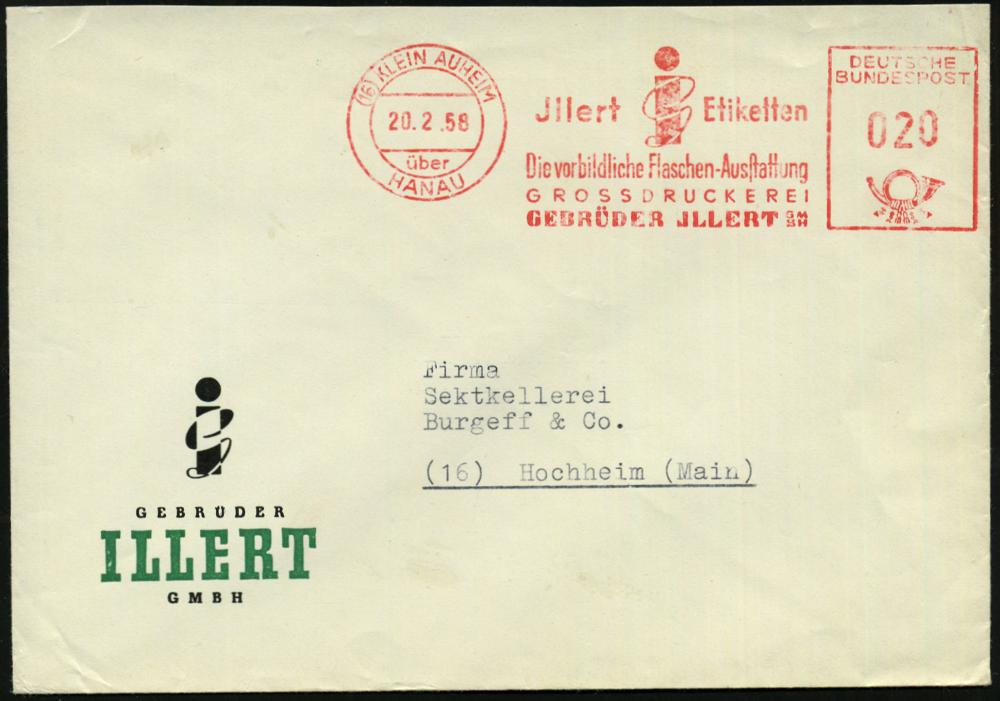 (16) KLEIN AUHEIM
20.2.58
über
HANAU
Jllert i Etiketten
Die vorbildliche Flaschen-Ausstattung
GROSSDRUCKEREI
GEBRÜDER JLLERT GMBH
DEUTSCHE
BUNDESPOST
020
Firma
Sektkellerei
Burgeff & Co.
(16) Hochheim (Main)
i
GEBRÜDER
ILLERT
GMBH